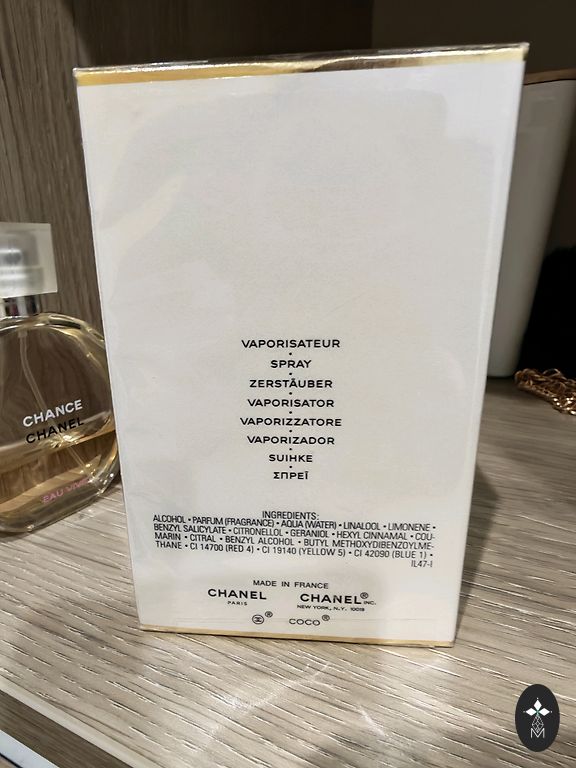 VAPORISATEUR
•
SPRAY
•
ZERSTÄUBER
•
VAPORISATOR
•
VAPORIZZATORE
•
VAPORIZADOR
•
SUIHKE
•
ΣΠΡΕΪ
INGREDIENTS:
ALCOHOL • PARFUM (FRAGRANCE) • AQUA (WATER) • LINALOOL • LIMONENE •
BENZYL SALICYLATE • CITRONELLOL • GERANIOL • HEXYL CINNAMAL • COU-
MARIN • CITRAL • BENZYL ALCOHOL • BUTYL METHOXYDIBENZOYLME-
THANE • CI 14700 (RED 4) • CI 19140 (YELLOW 5) • CI 42090 (BLUE 1) •
IL47-I
MADE IN FRANCE
CHANEL CHANEL® INC.
PARIS NEW YORK, N.Y. 10019
® COCO®
CHANCE
CHANEL
EAU VIVE
M